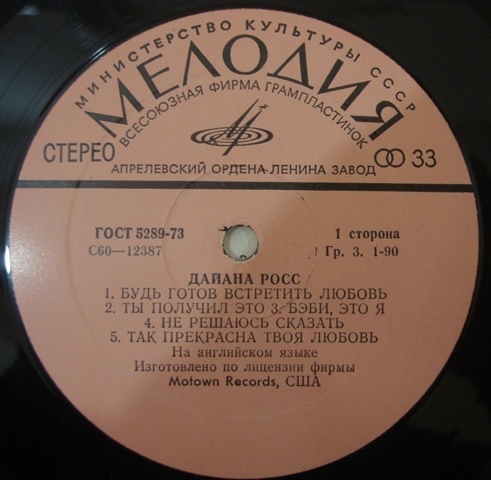 МИНИСТЕРСТВО КУЛЬТУРЫ СССР
МЕЛОДИЯ
ВСЕСОЮЗНАЯ ФИРМА ГРАМПЛАСТИНОК
СТЕРЕО
33
АПРЕЛЕВСКИЙ ОРДЕНА ЛЕНИНА ЗАВОД
ГОСТ 5289-73
1 сторона
С60—12387
Гр. 3. 1-90
ДАЙАНА РОСС
1. БУДЬ ГОТОВ ВСТРЕТИТЬ ЛЮБОВЬ
2. ТЫ ПОЛУЧИЛ ЭТО 3. БЭБИ, ЭТО Я
4. НЕ РЕШАЮСЬ СКАЗАТЬ
5. ТАК ПРЕКРАСНА ТВОЯ ЛЮБОВЬ
На английском языке
Изготовлено по лицензии фирмы
Motown Records, США